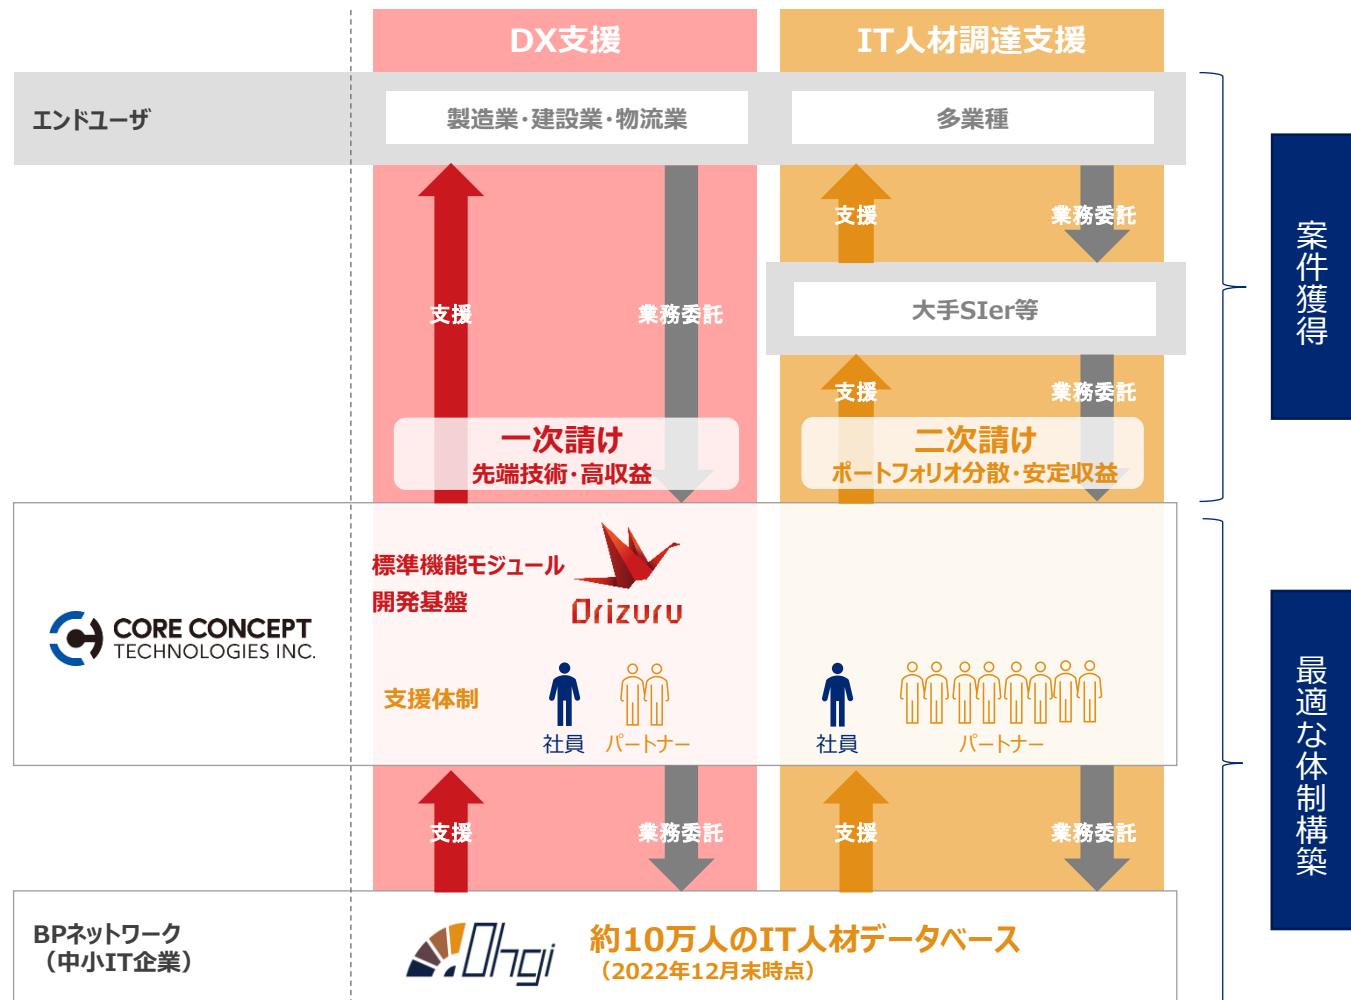 DX支援
IT人材調達支援
エンドユーザ
製造業・建設業・物流業
多業種
支援
業務委託
大手SIer等
支援
業務委託
支援
業務委託
一次請け
先端技術・高収益
二次請け
ポートフォリオ分散・安定収益
案件獲得
標準機能モジュール
開発基盤
Orizuru
CORE CONCEPT
TECHNOLOGIES INC.
支援体制
社員
パートナー
社員
パートナー
最適な体制構築
支援
業務委託
支援
業務委託
BPネットワーク
（中小IT企業）
Ohgi
約10万人のIT人材データベース
（2022年12月末時点）